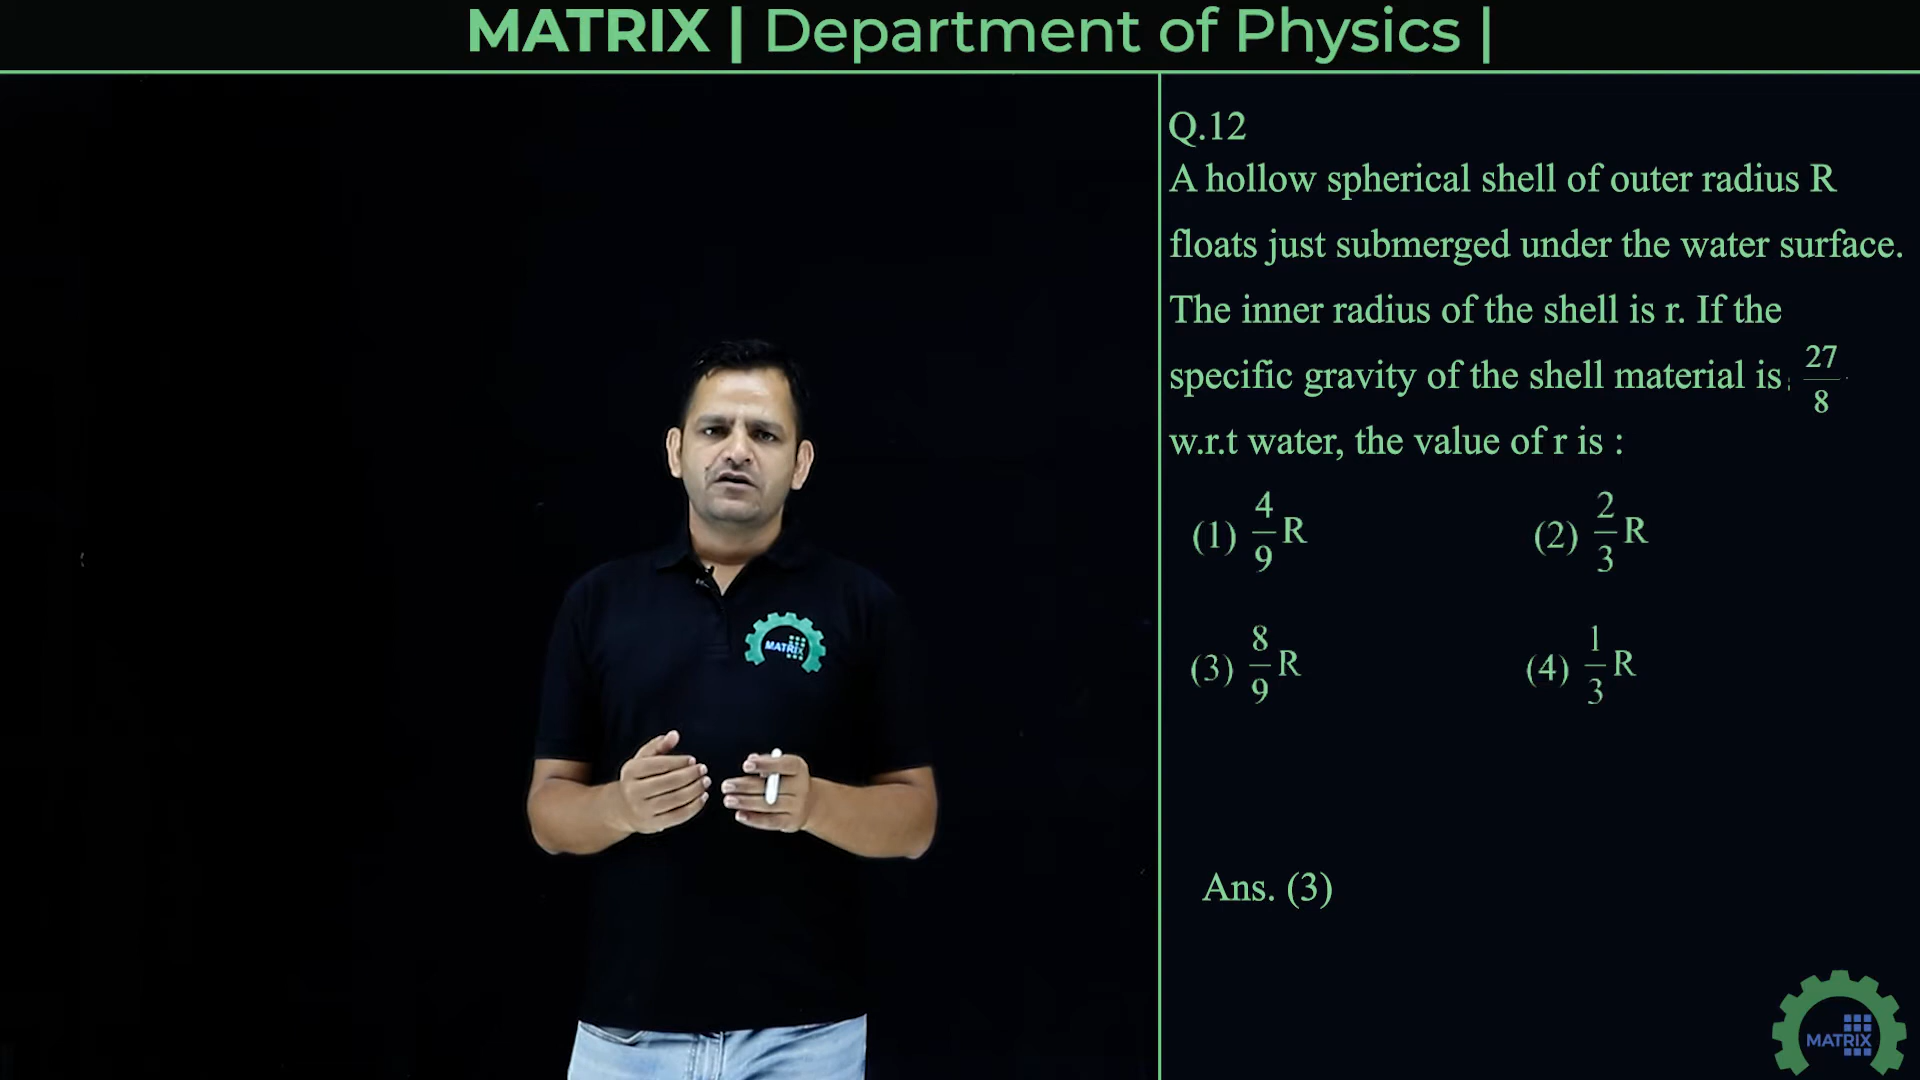 MATRIX | Department of Physics |
Q.12
A hollow spherical shell of outer radius R
floats just submerged under the water surface.
The inner radius of the shell is r. If the
specific gravity of the shell material is 27/8
w.r.t water, the value of r is :
(1) 4/9 R (2) 2/3 R
(3) 8/9 R (4) 1/3 R
Ans. (3)
MATRIX
MATRIX